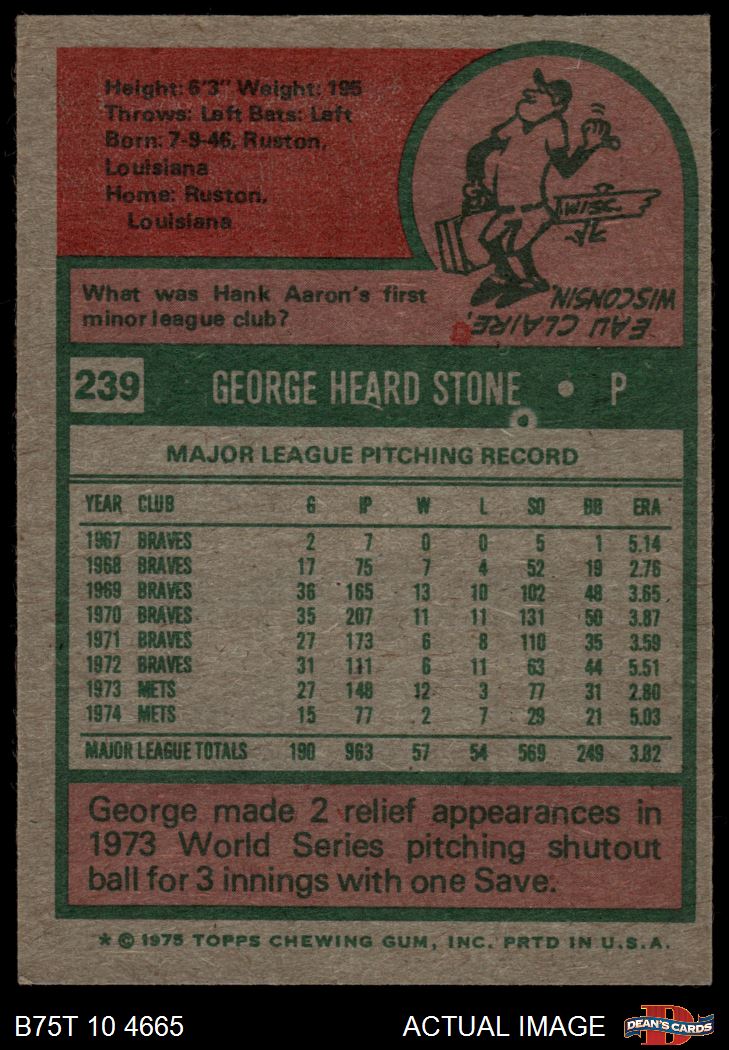 Height: 6'3" Weight: 195
Throws: Left Bats: Left
Born: 7-9-46, Ruston,
Louisiana
Home: Ruston,
Louisiana
What was Hank Aaron's first
minor league club?
EAU CLAIRE,
WISCONSIN.
239 GEORGE HEARD STONE • P
MAJOR LEAGUE PITCHING RECORD
YEAR CLUB G IP W L SO BB ERA
1967 BRAVES 2 7 0 0 5 1 5.14
1968 BRAVES 17 75 7 4 52 19 2.76
1969 BRAVES 36 165 13 10 102 48 3.65
1970 BRAVES 35 207 11 11 131 50 3.87
1971 BRAVES 27 173 6 8 110 35 3.59
1972 BRAVES 31 111 6 11 63 44 5.51
1973 METS 27 148 12 3 77 31 2.80
1974 METS 15 77 2 7 29 21 5.03
MAJOR LEAGUE TOTALS 190 963 57 54 569 249 3.82
George made 2 relief appearances in
1973 World Series pitching shutout
ball for 3 innings with one Save.
* © 1975 TOPPS CHEWING GUM, INC. PRTD IN U.S.A.
B75T 10 4665 ACTUAL IMAGE DEAN'S CARDS